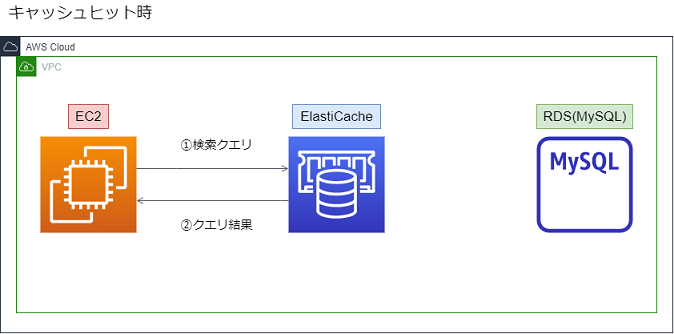 キャッシュヒット時
AWS Cloud
VPC
EC2
ElastiCache
RDS(MySQL)
①検索クエリ
MySQL
②クエリ結果